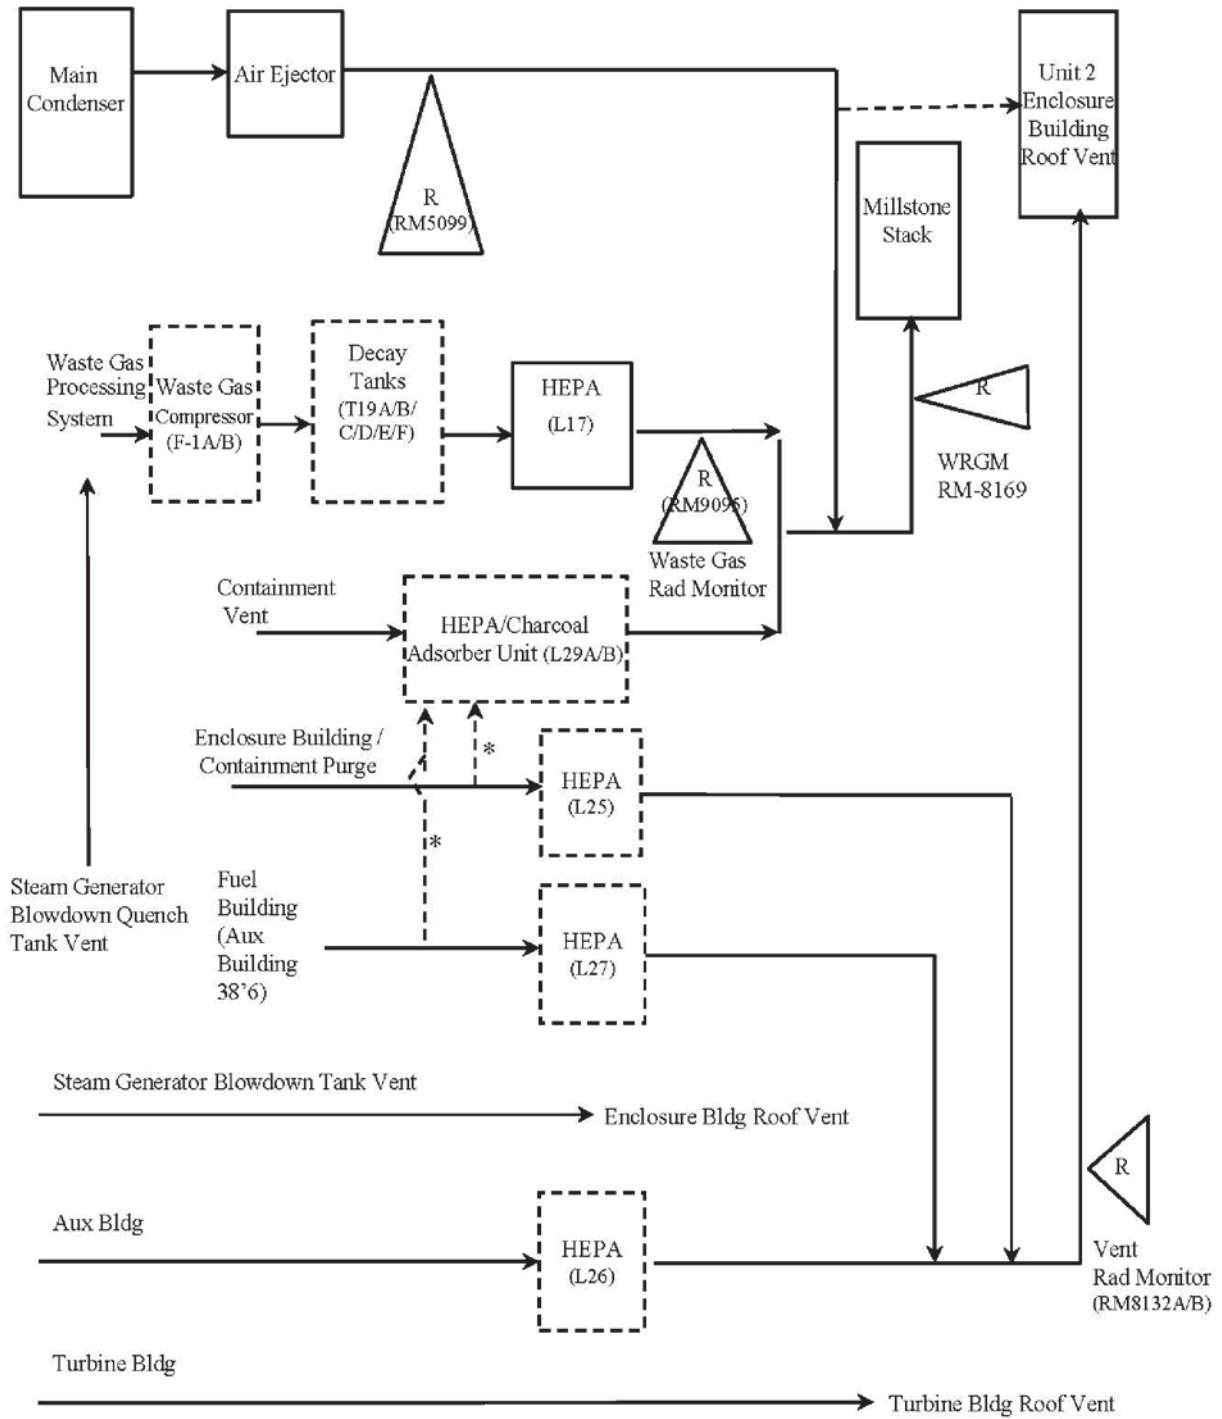 Main
Condenser
Air Ejector
Unit 2
Enclosure
Building
Roof Vent
R
(RM5099)
Millstone
Stack
Waste Gas
Processing
System
Waste Gas
Compressor
(F-1A/B)
Decay
Tanks
(T19A/B/
C/D/E/F)
HEPA
(L17)
R
(RM9095)
Waste Gas
Rad Monitor
R
WRGM
RM-8169
Containment
Vent
HEPA/Charcoal
Adsorber Unit (L29A/B)
Enclosure Building /
Containment Purge
*
HEPA
(L25)
*
Steam Generator
Blowdown Quench
Tank Vent
Fuel
Building
(Aux
Building
38’6)
HEPA
(L27)
Steam Generator Blowdown Tank Vent
Enclosure Bldg Roof Vent
R
Vent
Rad Monitor
(RM8132A/B)
Aux Bldg
HEPA
(L26)
Turbine Bldg
Turbine Bldg Roof Vent